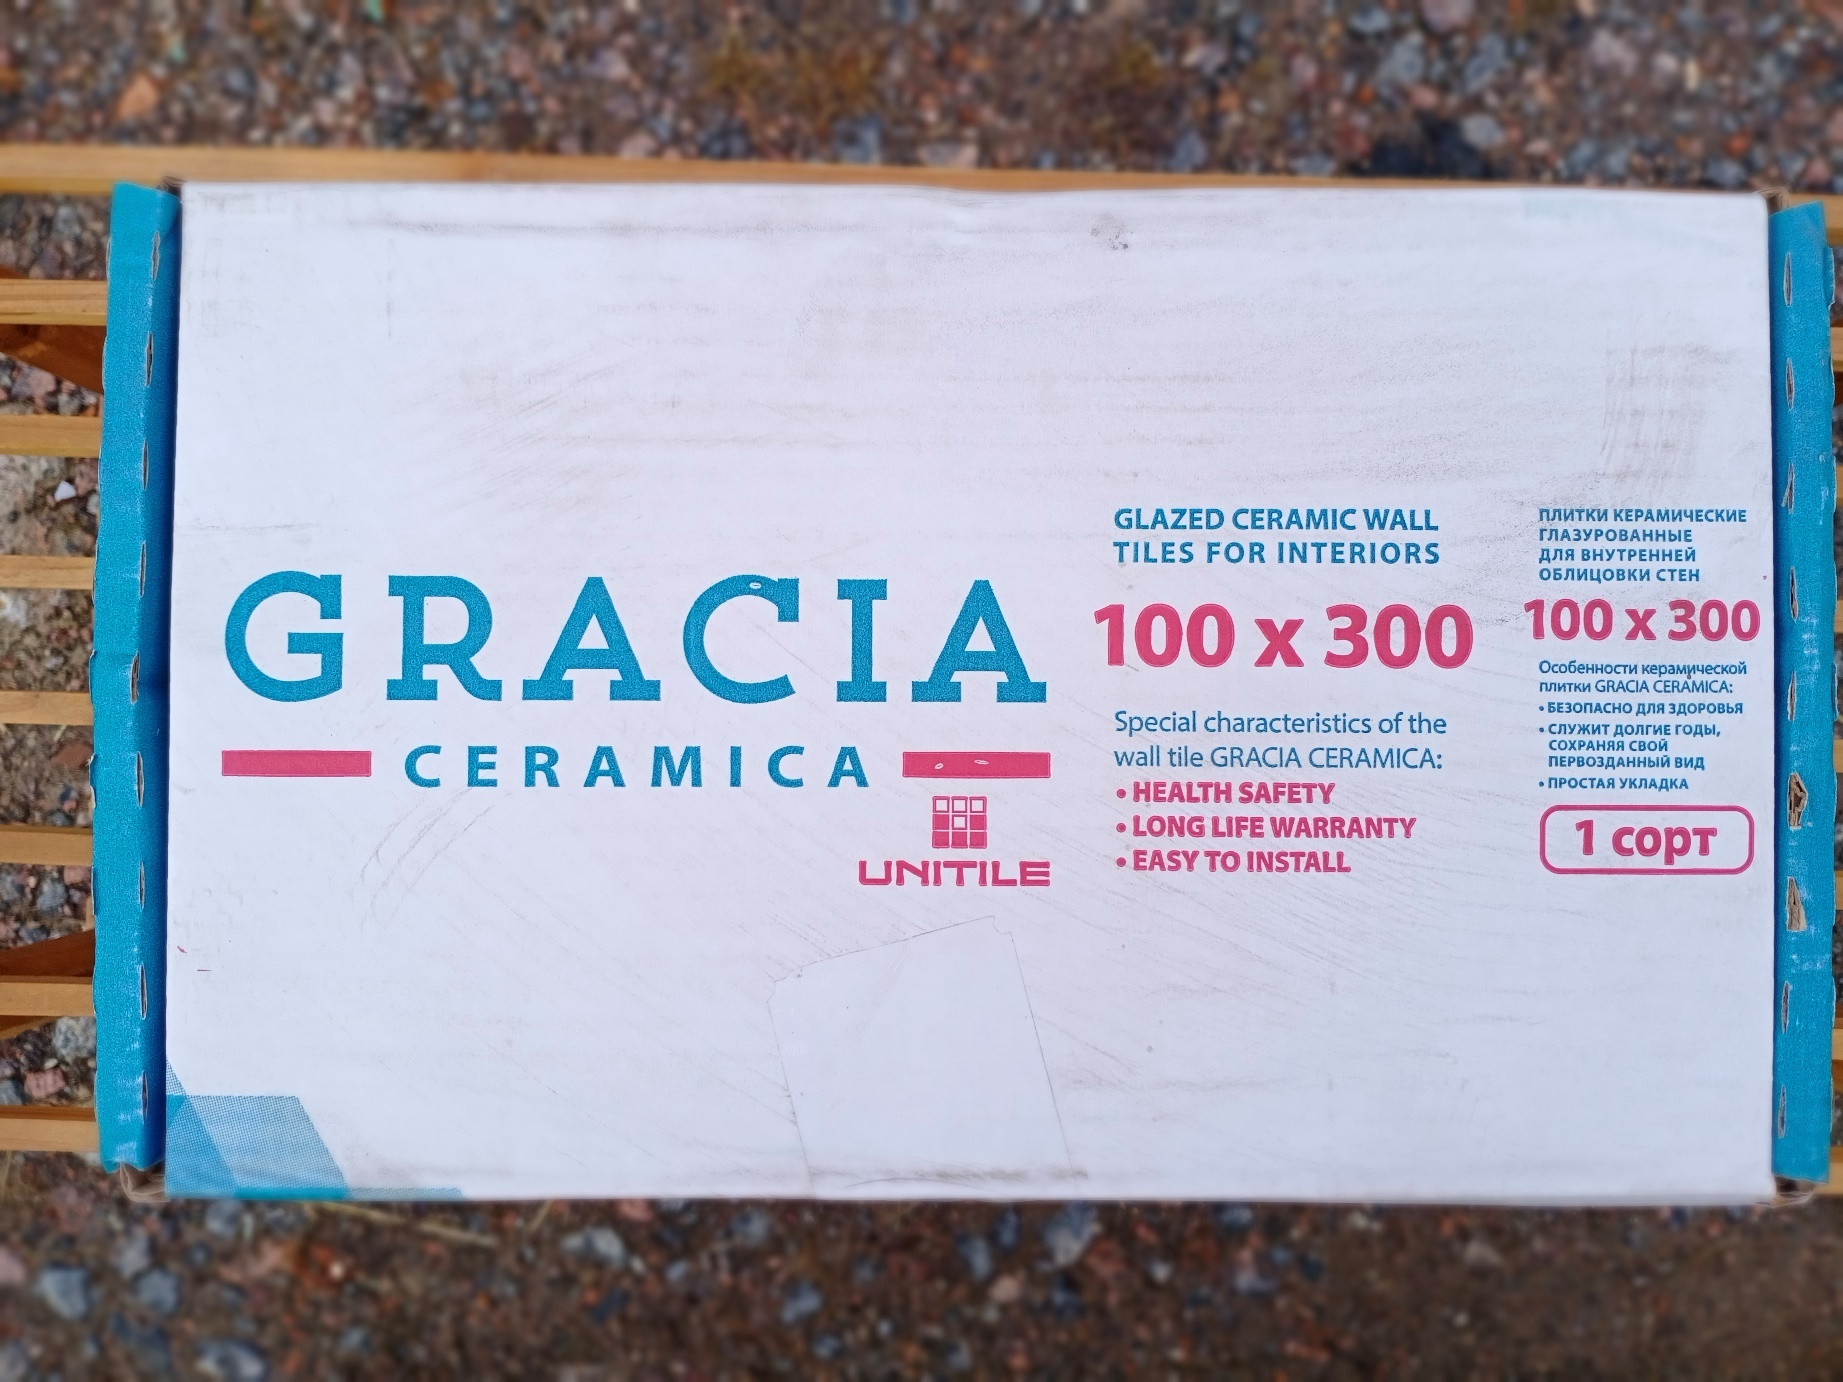 GRACIA
CERAMICA
UNITILE
GLAZED CERAMIC WALL
TILES FOR INTERIORS
100 x 300
Special characteristics of the
wall tile GRACIA CERAMICA:
• HEALTH SAFETY
• LONG LIFE WARRANTY
• EASY TO INSTALL
ПЛИТКИ КЕРАМИЧЕСКИЕ
ГЛАЗУРОВАННЫЕ
ДЛЯ ВНУТРЕННЕЙ
ОБЛИЦОВКИ СТЕН
100 x 300
Особенности керамической
плитки GRACIA CERAMICA:
• БЕЗОПАСНО ДЛЯ ЗДОРОВЬЯ
• СЛУЖИТ ДОЛГИЕ ГОДЫ,
СОХРАНЯЯ СВОЙ
ПЕРВОЗДАННЫЙ ВИД
• ПРОСТАЯ УКЛАДКА
1 сорт